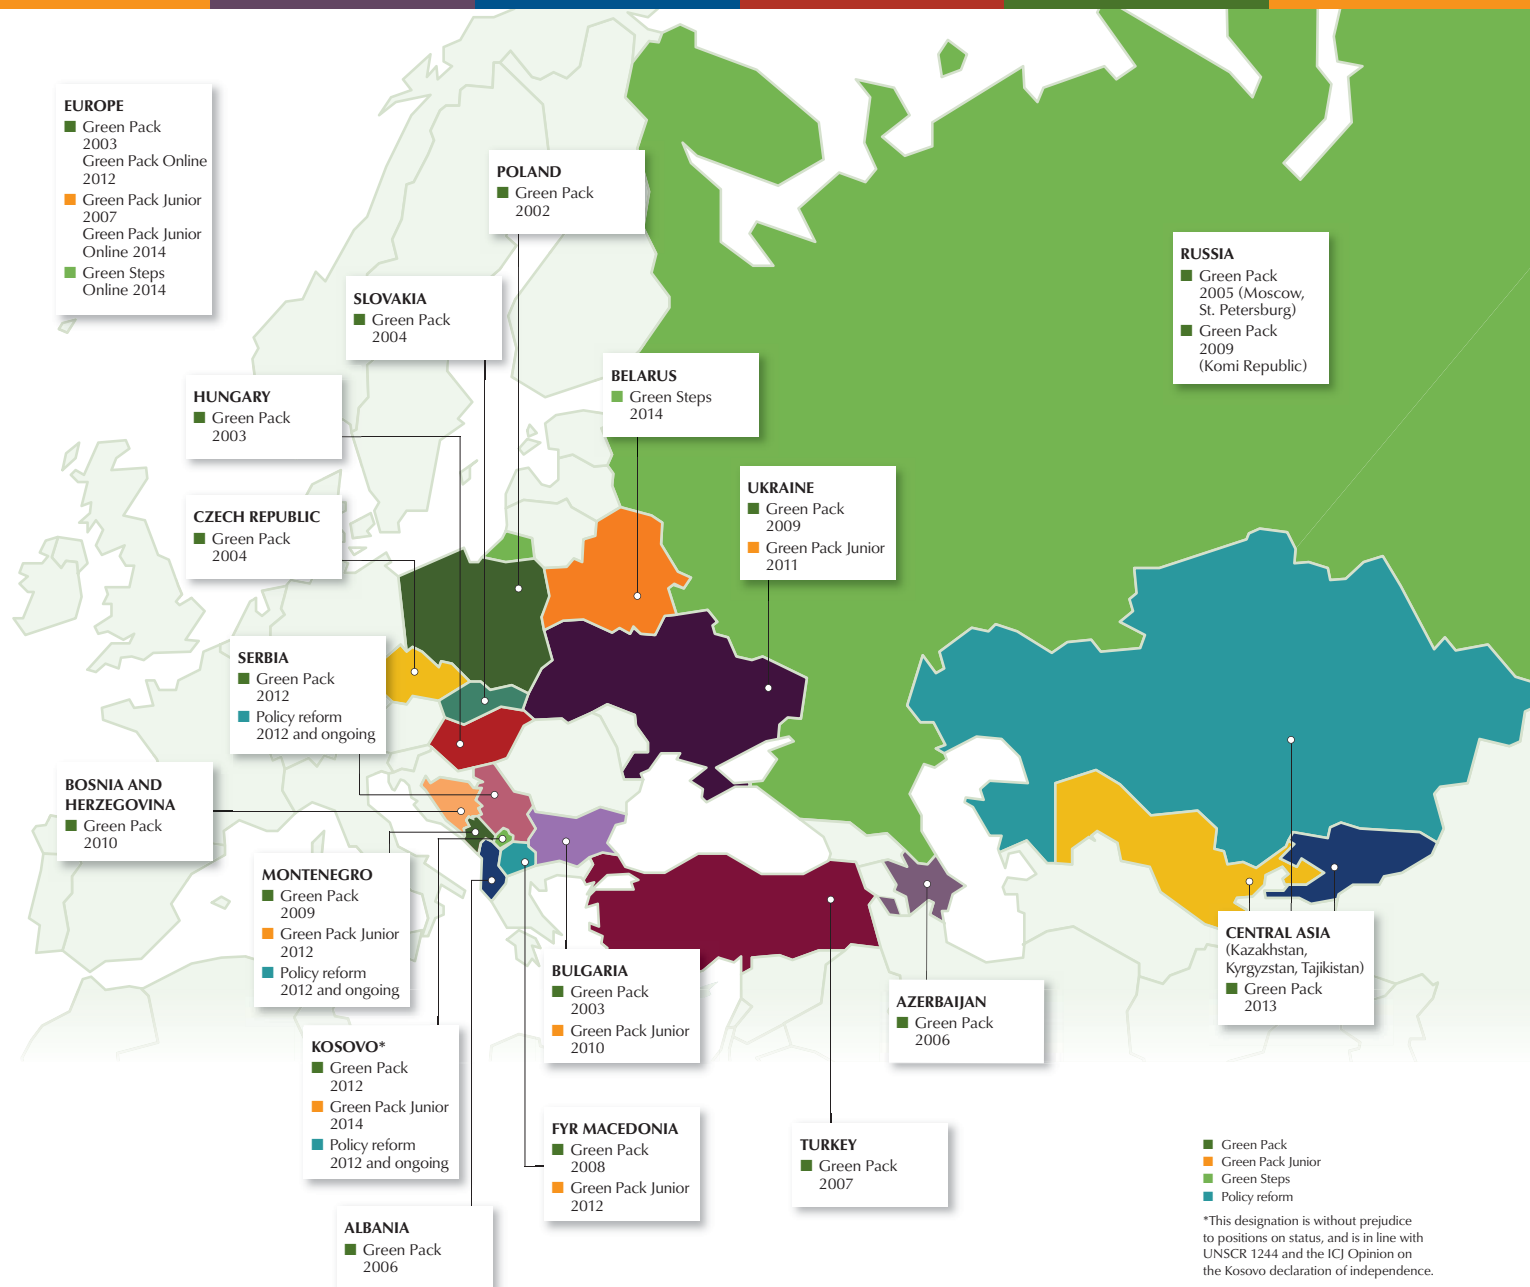 EUROPE
Green Pack
2003
Green Pack Online
2012
Green Pack Junior
2007
Green Pack Junior
Online 2014
Green Steps
Online 2014
POLAND
Green Pack
2002
SLOVAKIA
Green Pack
2004
HUNGARY
Green Pack
2003
CZECH REPUBLIC
Green Pack
2004
BELARUS
Green Steps
2014
UKRAINE
Green Pack
2009
Green Pack Junior
2011
RUSSIA
Green Pack
2005 (Moscow,
St. Petersburg)
Green Pack
2009
(Komi Republic)
SERBIA
Green Pack
2012
Policy reform
2012 and ongoing
BOSNIA AND
HERZEGOVINA
Green Pack
2010
MONTENEGRO
Green Pack
2009
Green Pack Junior
2012
Policy reform
2012 and ongoing
KOSOVO*
Green Pack
2012
Green Pack Junior
2014
Policy reform
2012 and ongoing
ALBANIA
Green Pack
2006
BULGARIA
Green Pack
2003
Green Pack Junior
2010
FYR MACEDONIA
Green Pack
2008
Green Pack Junior
2012
TURKEY
Green Pack
2007
AZERBAIJAN
Green Pack
2006
CENTRAL ASIA
(Kazakhstan,
Kyrgyzstan, Tajikistan)
Green Pack
2013
Green Pack
Green Pack Junior
Green Steps
Policy reform
*This designation is without prejudice
to positions on status, and is in line with
UNSCR 1244 and the ICJ Opinion on
the Kosovo declaration of independence.